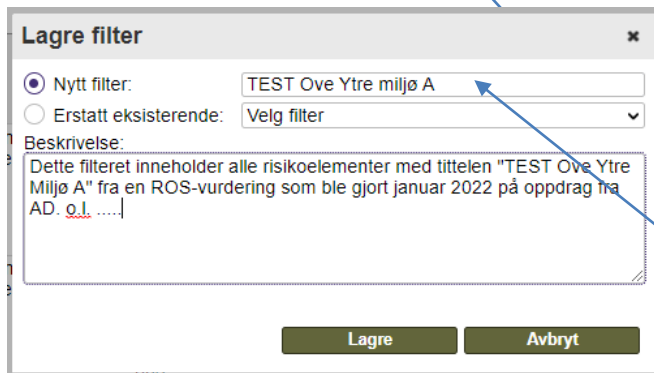 Lagre filter
Nytt filter: TEST Ove Ytre miljø A
Erstatt eksisterende: Velg filter
Beskrivelse:
Dette filteret inneholder alle risikoelementer med tittelen "TEST Ove Ytre
Miljø A" fra en ROS-vurdering som ble gjort januar 2022 på oppdrag fra
AD. o.l. .....
Lagre Avbryt